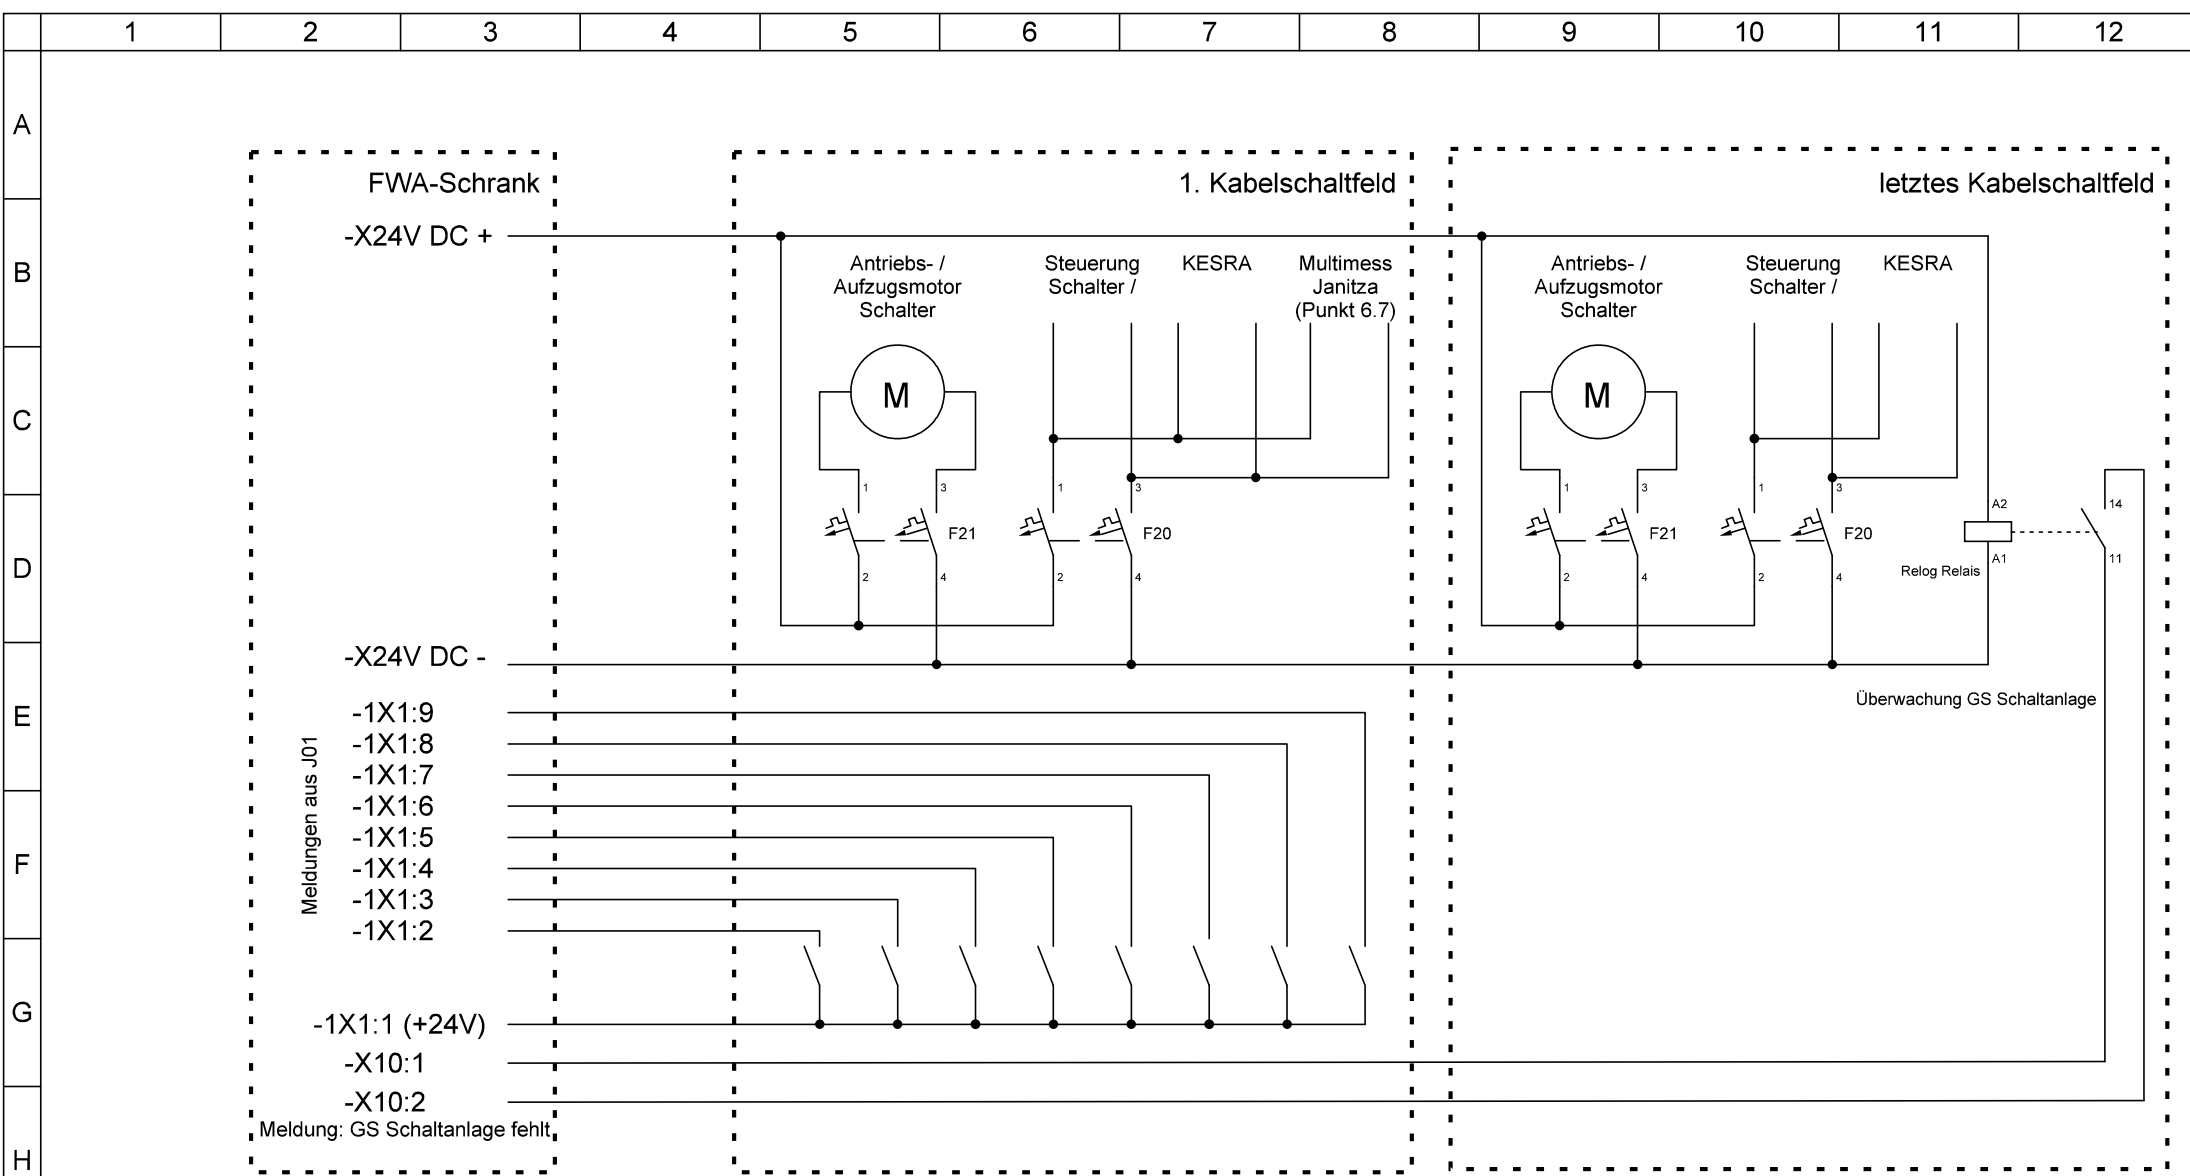 1 2 3 4 5 6 7 8 9 10 11 12
A
B
C
D
E
F
G
H
FWA-Schrank
-X24V DC +
-X24V DC -
Meldungen aus J01
-1X1:9
-1X1:8
-1X1:7
-1X1:6
-1X1:5
-1X1:4
-1X1:3
-1X1:2
-1X1:1 (+24V)
-X10:1
-X10:2
Meldung: GS Schaltanlage fehlt
1. Kabelschaltfeld
Antriebs- /
Aufzugsmotor
Schalter
Steuerung
Schalter /
KESRA
Multimess
Janitza
(Punkt 6.7)
M
1 3 1 3
F21 F20
2 4 2 4
letztes Kabelschaltfeld
Antriebs- /
Aufzugsmotor
Schalter
Steuerung
Schalter /
KESRA
M
1 3 1 3
F21 F20
2 4 2 4
A2
A1
Relog Relais
14
11
Überwachung GS Schaltanlage